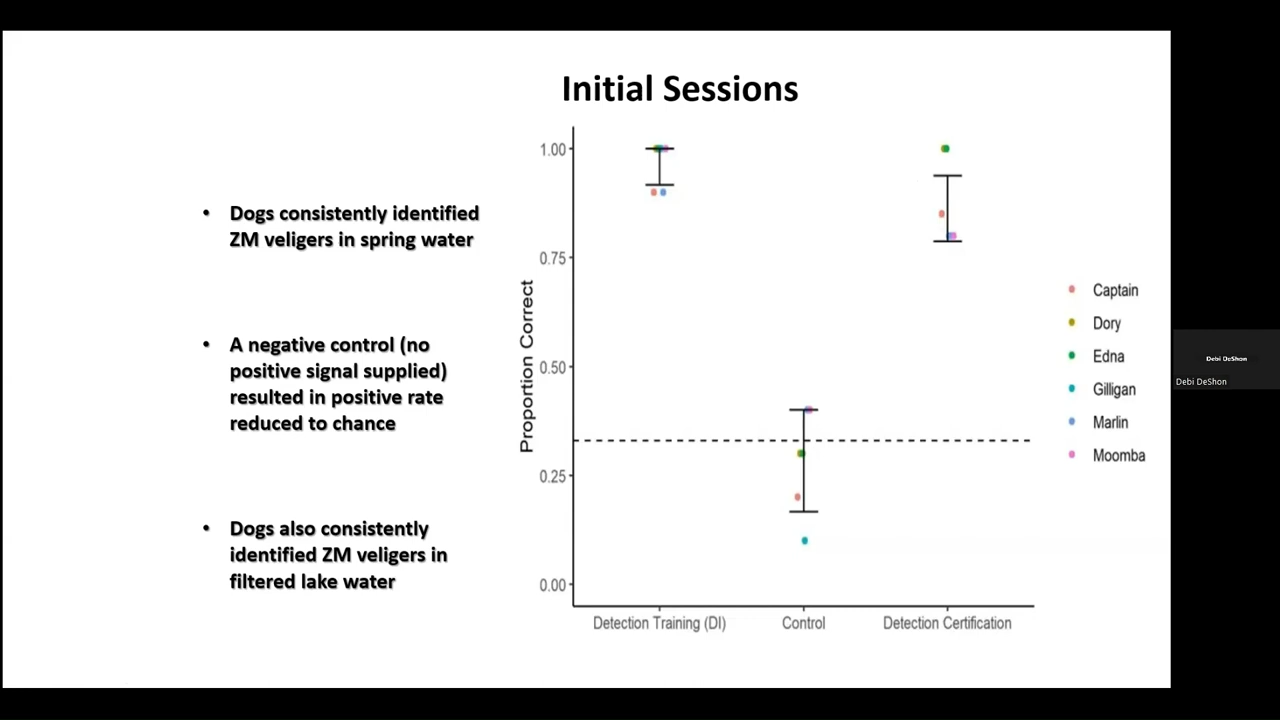 Initial Sessions
• Dogs consistently identified
ZM veligers in spring water
• A negative control (no
positive signal supplied)
resulted in positive rate
reduced to chance
• Dogs also consistently
identified ZM veligers in
filtered lake water
Proportion Correct
1.00
0.75
0.50
0.25
0.00
Detection Training (DI)
Control
Detection Certification
Captain
Dory
Edna
Gilligan
Marlin
Moomba
Debi DeShon
Debi DeShon